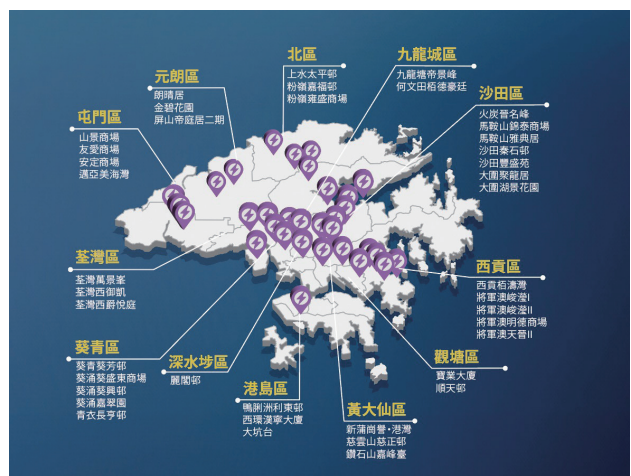 北區
上水太平邨
粉嶺嘉福邨
粉嶺雍盛商場
九龍城區
九龍塘帝景峰
何文田栢德豪廷
元朗區
朗晴居
金碧花園
屏山帝庭居二期
沙田區
火炭晉名峰
馬鞍山錦泰商場
馬鞍山雅典居
沙田秦石邨
沙田豐盛苑
大圍聚龍居
大圍湖景花園
屯門區
山景商場
友愛商場
安定商場
邁亞美海灣
荃灣區
荃灣萬景峯
荃灣西御凱
荃灣西爵悅庭
西貢區
西貢栢濤灣
將軍澳峻瀅I
將軍澳峻瀅II
將軍澳明德商場
將軍澳天晉II
葵青區
葵青葵芳邨
葵涌葵盛東商場
葵涌葵興邨
葵涌嘉翠園
青衣長亨邨
深水埗區
麗閣邨
港島區
鴨脷洲利東邨
西環漢寧大廈
大坑台
黃大仙區
新蒲崗譽·港灣
慈雲山慈正邨
鑽石山嘉峰臺
觀塘區
寶業大廈
順天邨